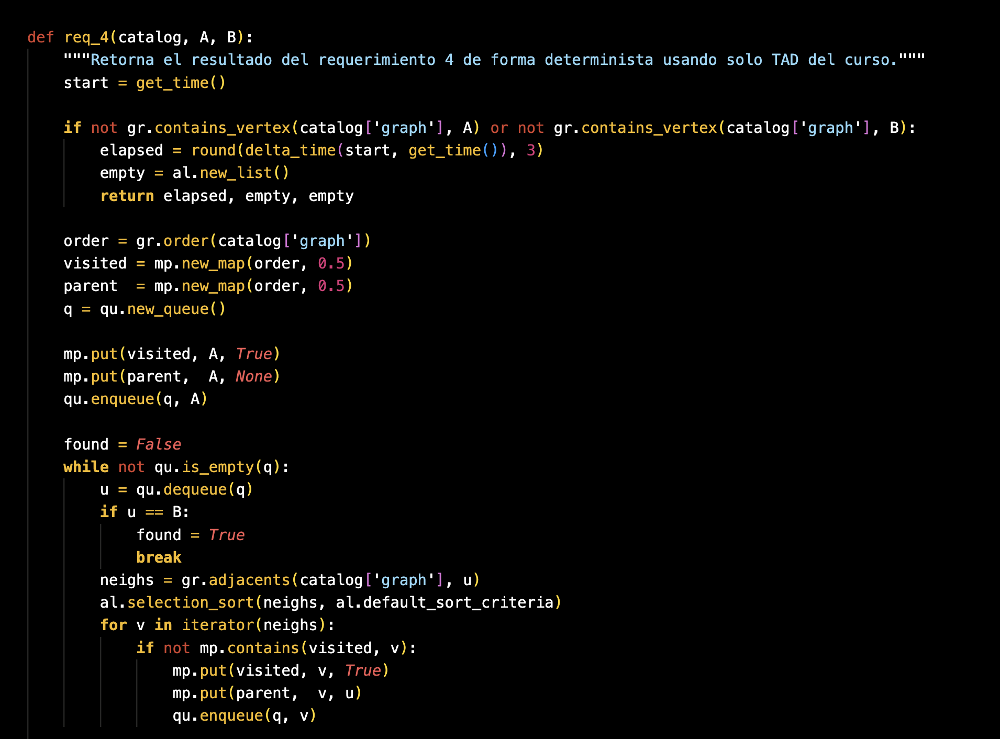 def req_4(catalog, A, B):
    """Retorna el resultado del requerimiento 4 de forma determinista usando solo TAD del curso."""
    start = get_time()

    if not gr.contains_vertex(catalog['graph'], A) or not gr.contains_vertex(catalog['graph'], B):
        elapsed = round(delta_time(start, get_time()), 3)
        empty = al.new_list()
        return elapsed, empty, empty

    order = gr.order(catalog['graph'])
    visited = mp.new_map(order, 0.5)
    parent  = mp.new_map(order, 0.5)
    q = qu.new_queue()

    mp.put(visited, A, True)
    mp.put(parent,  A, None)
    qu.enqueue(q, A)

    found = False
    while not qu.is_empty(q):
        u = qu.dequeue(q)
        if u == B:
            found = True
            break
        neighs = gr.adjacents(catalog['graph'], u)
        al.selection_sort(neighs, al.default_sort_criteria)
        for v in iterator(neighs):
            if not mp.contains(visited, v):
                mp.put(visited, v, True)
                mp.put(parent,  v, u)
                qu.enqueue(q, v)